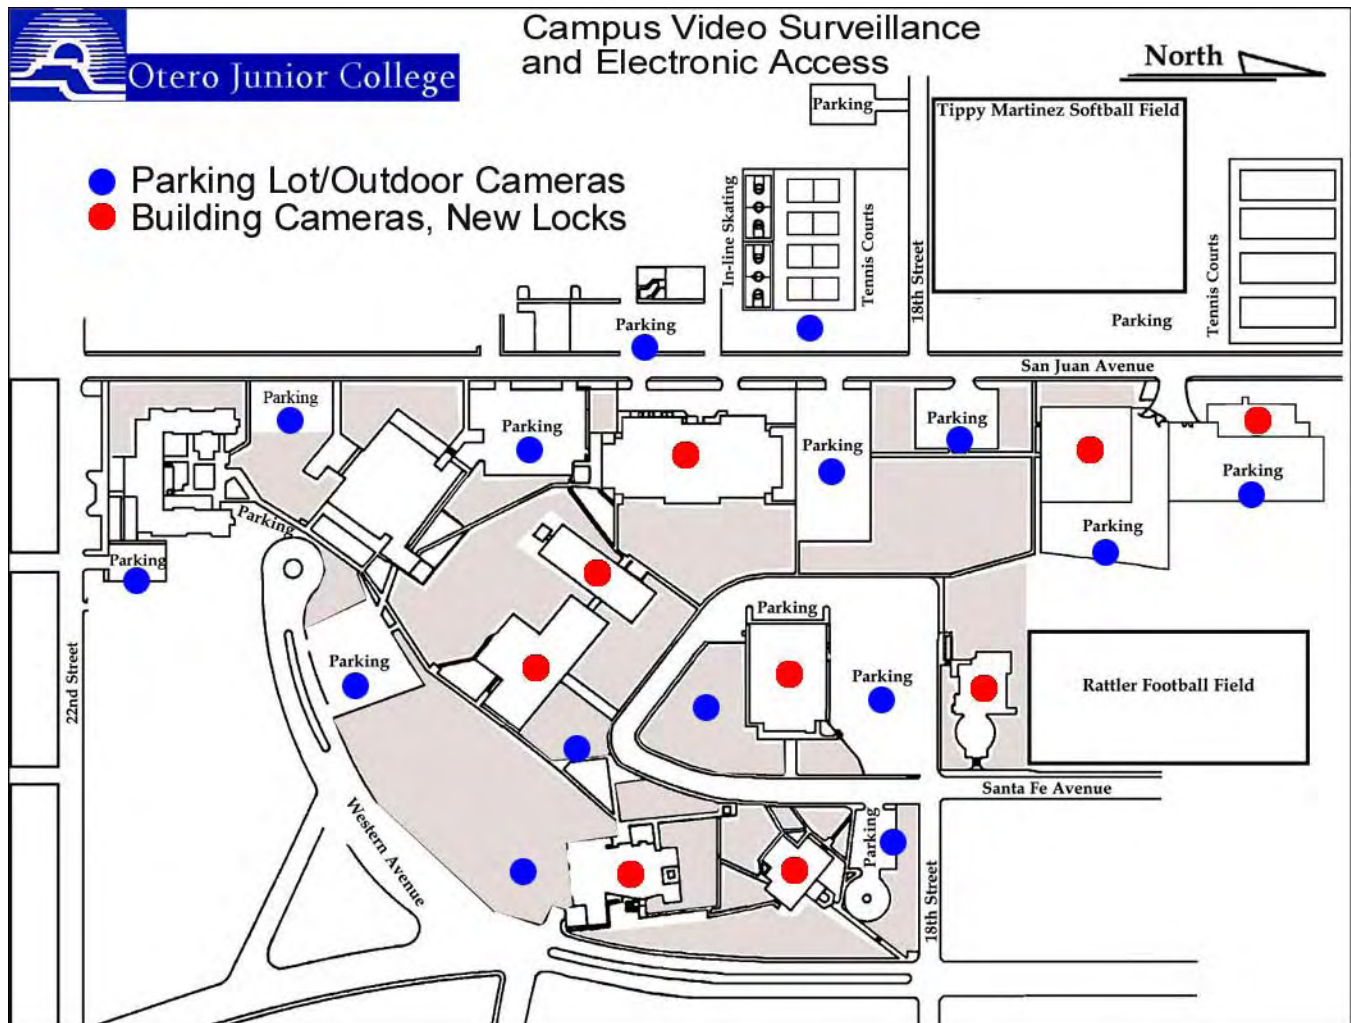 Otero Junior College
Campus Video Surveillance
and Electronic Access
North
Parking Lot/Outdoor Cameras
Building Cameras, New Locks
Parking
Tippy Martinez Softball Field
In-line Skating
Tennis Courts
18th Street
Tennis Courts
Parking
Parking
San Juan Avenue
Parking
Parking
Parking
Parking
Parking
Parking
Parking
Parking
Parking
Parking
22nd Street
Parking
Parking
Rattler Football Field
Santa Fe Avenue
Western Avenue
Parking
18th Street